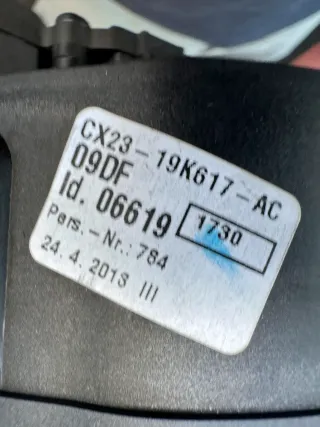 CX23-19K617-AC
09DF
Id. 06619 1730
Pers.-Nr.: 784
24. 4. 2018 III